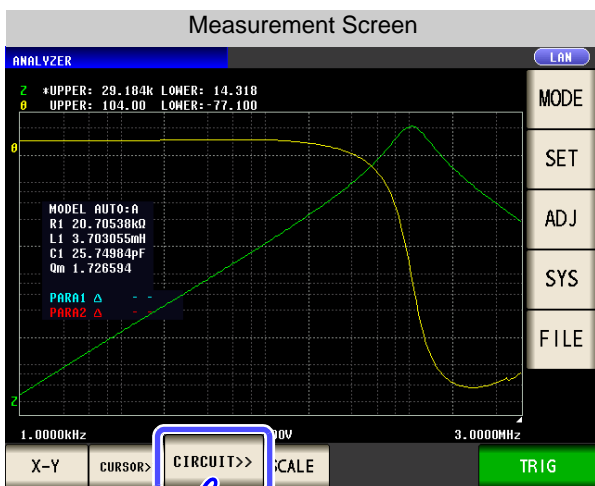 Measurement Screen
ANALYZER
LAN
Z *UPPER: 29.184k LOWER: 14.318
θ UPPER: 104.00 LOWER:-77.100
MODE
θ
SET
MODEL AUTO:A
R1 20.70538kΩ
L1 3.703055mH
C1 25.74984pF
Qm 1.726594
ADJ
SYS
PARA1 Δ - -
PARA2 Δ - -
FILE
Z
1.0000kHz
00V
3.0000MHz
X-Y
CURSOR>
CIRCUIT>>
SCALE
TRIG